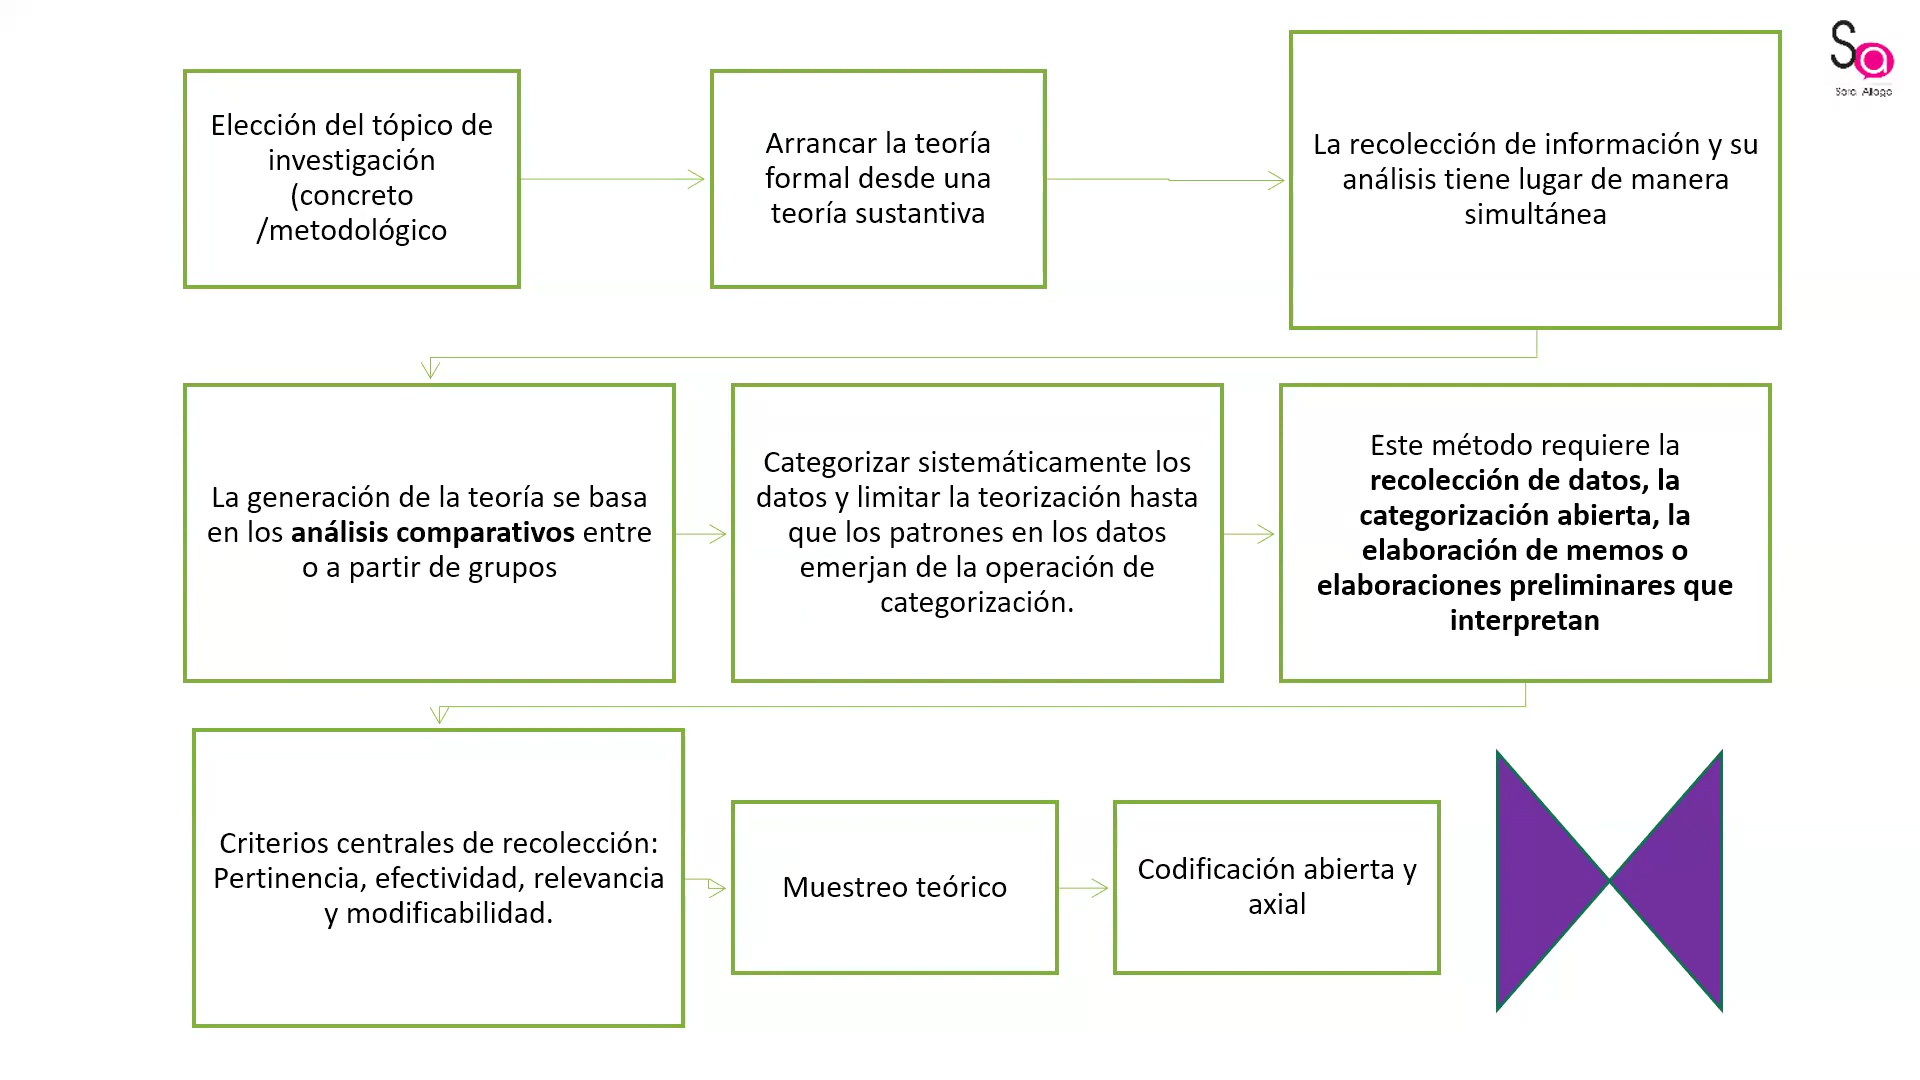 Elección del tópico de
investigación
(concreto
/metodológico
Arrancar la teoría
formal desde una
teoría sustantiva
La recolección de información y su
análisis tiene lugar de manera
simultánea
La generación de la teoría se basa
en los análisis comparativos entre
o a partir de grupos
Categorizar sistemáticamente los
datos y limitar la teorización hasta
que los patrones en los datos
emerjan de la operación de
categorización.
Este método requiere la
recolección de datos, la
categorización abierta, la
elaboración de memos o
elaboraciones preliminares que
interpretan
Criterios centrales de recolección:
Pertinencia, efectividad, relevancia
y modificabilidad.
Muestreo teórico
Codificación abierta y
axial
Sa